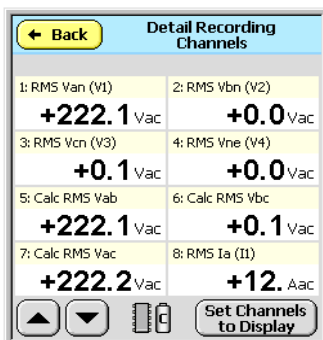 ← Back
Detail Recording
Channels
1: RMS Van (V1)
2: RMS Vbn (V2)
+222.1 Vac
+0.0 Vac
3: RMS Vcn (V3)
4: RMS Vne (V4)
+0.1 Vac
+0.0 Vac
5: Calc RMS Vab
6: Calc RMS Vbc
+222.1 Vac
+0.1 Vac
7: Calc RMS Vac
8: RMS Ia (I1)
+222.2 Vac
+12. Aac
C
Set Channels
to Display